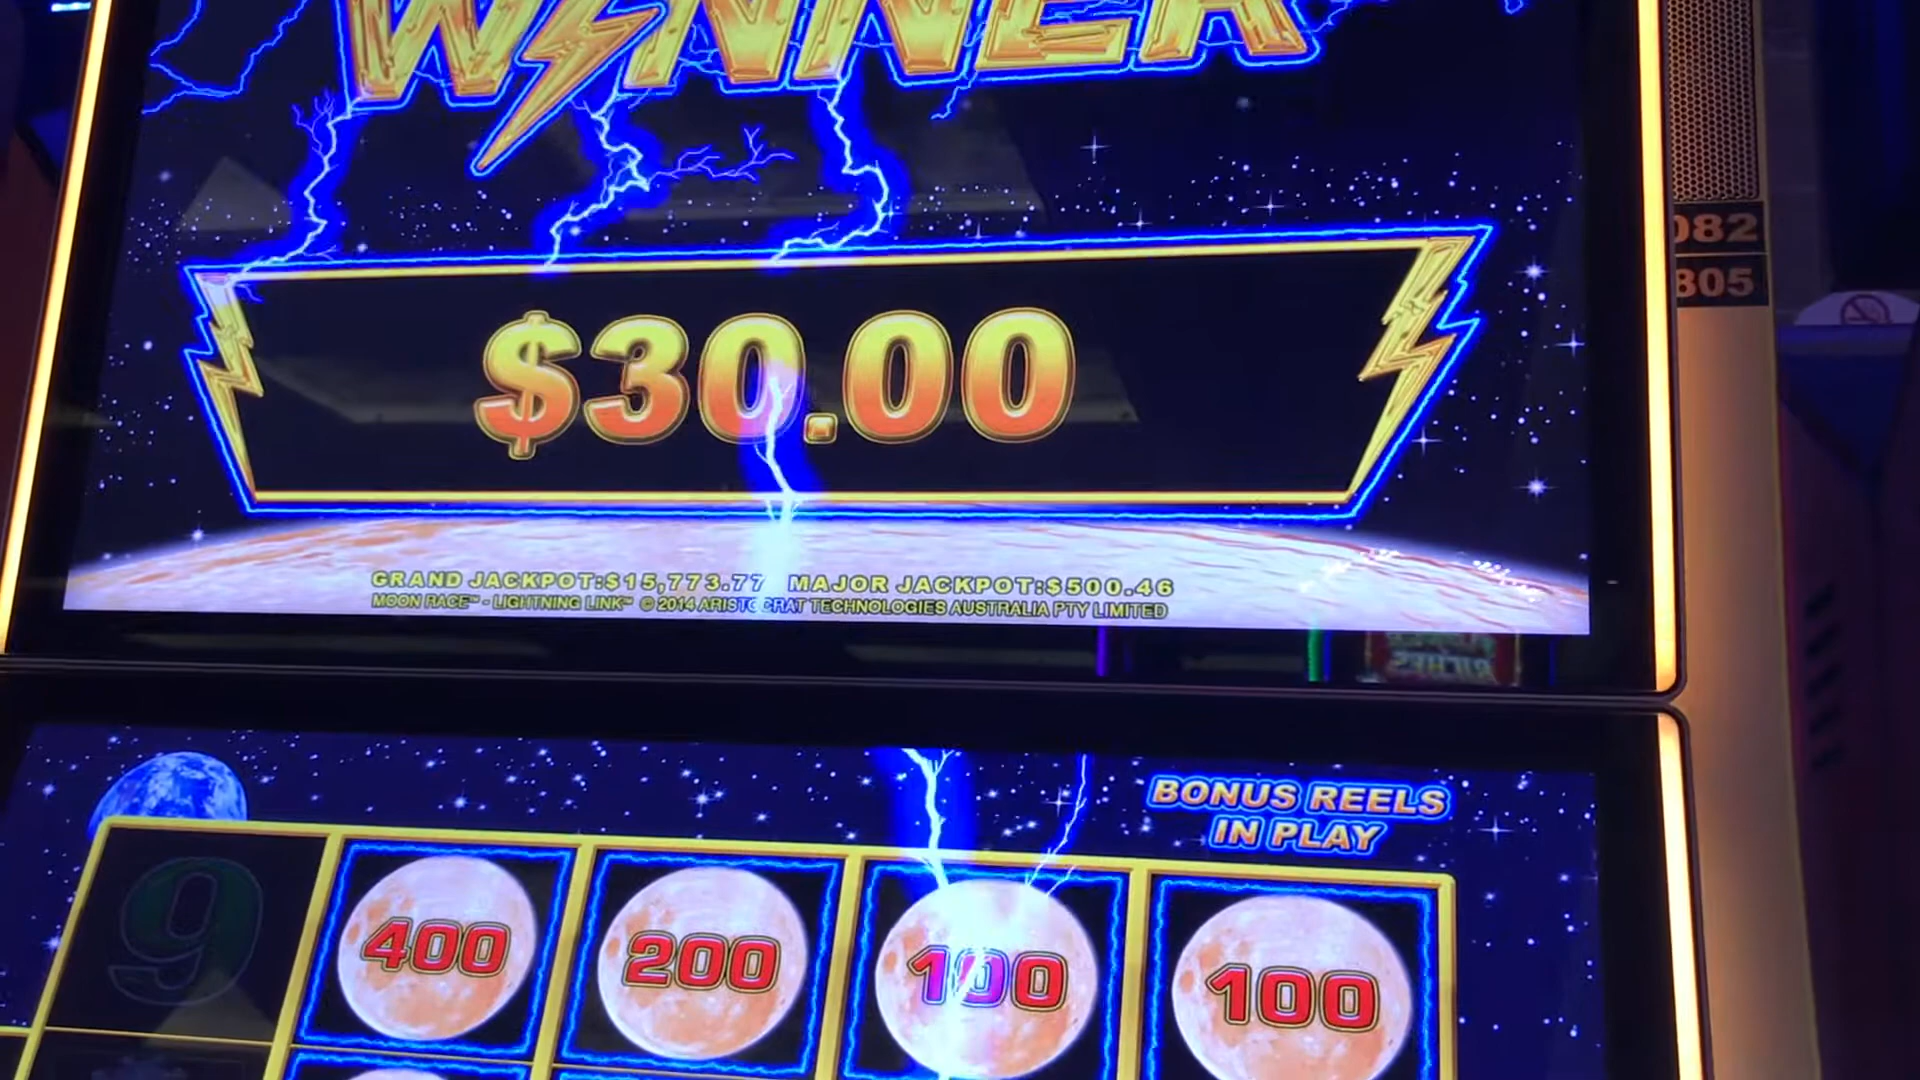 WINNER
082
805
$30.00
GRAND JACKPOT:$15,773.77 MAJOR JACKPOT:$500.46
MOON RACE™ - LIGHTNING LINK™ © 2014 ARISTOCRAT TECHNOLOGIES AUSTRALIA PTY LIMITED
BONUS REELS
IN PLAY
9
400
200
100
100